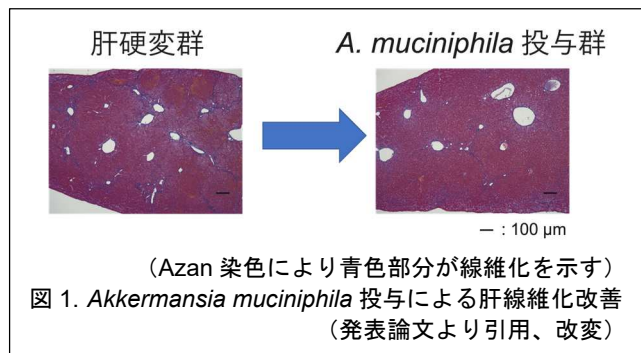 肝硬変群
A. muciniphila 投与群
— : 100 µm
（Azan 染色により青色部分が線維化を示す）
図 1. Akkermansia muciniphila 投与による肝線維化改善
（発表論文より引用、改変）